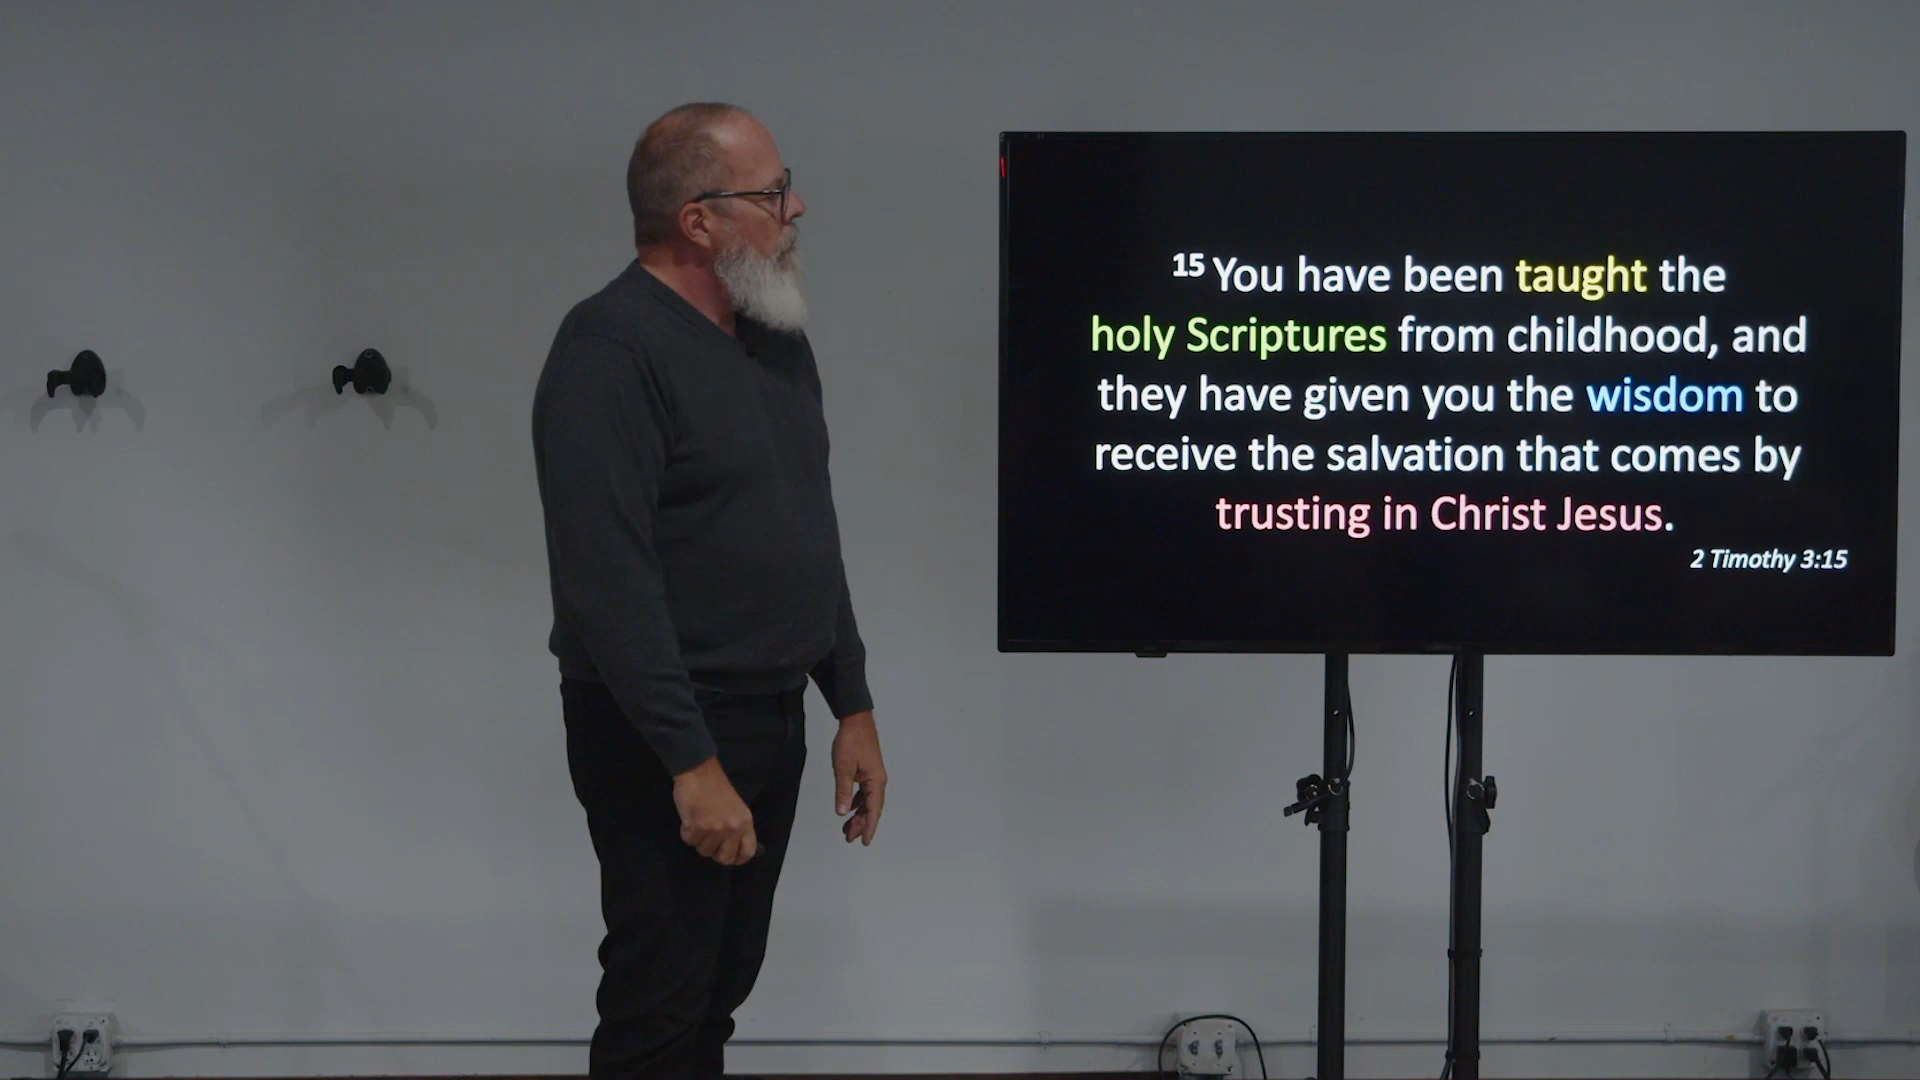 15 You have been taught the
holy Scriptures from childhood, and
they have given you the wisdom to
receive the salvation that comes by
trusting in Christ Jesus.
2 Timothy 3:15